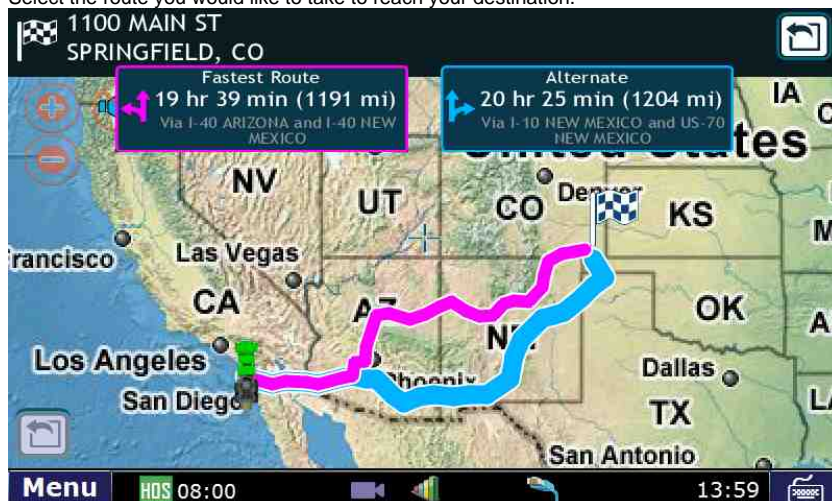 Select the route you would like to take to reach your destination.
1100 MAIN ST
SPRINGFIELD, CO
Fastest Route
19 hr 39 min (1191 mi)
Via I-40 ARIZONA and I-40 NEW
MEXICO
Alternate
20 hr 25 min (1204 mi)
Via I-10 NEW MEXICO and US-70
NEW MEXICO
IA
tes
NV
UT
CO
Denver
KS
rancisco
Las Vegas
CA
AZ
OK
A
Los Angeles
Phoenix
Dallas
San Diego
TX
L
San Antonio
Menu
HOS 08:00
13:59